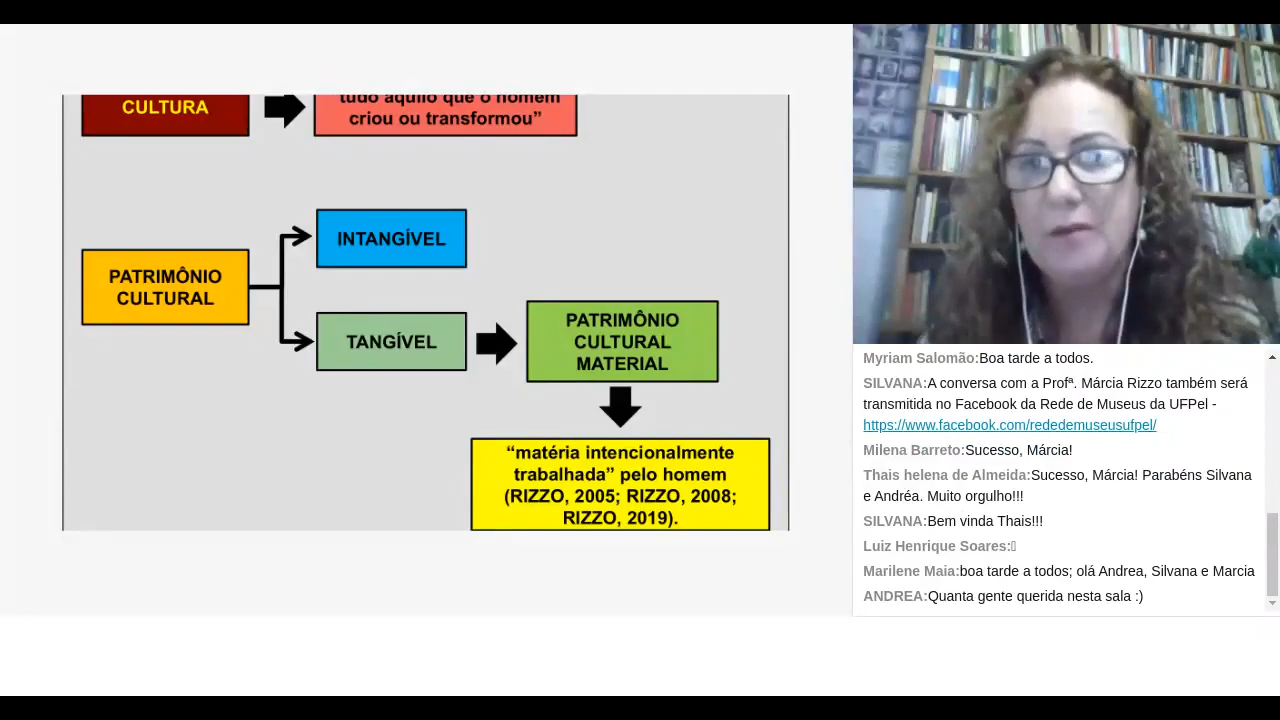 CULTURA
tudo aquilo que o homem
criou ou transformou”
INTANGÍVEL
PATRIMÔNIO
CULTURAL
TANGÍVEL
PATRIMÔNIO
CULTURAL
MATERIAL
“matéria intencionalmente
trabalhada” pelo homem
(RIZZO, 2005; RIZZO, 2008;
RIZZO, 2019).
Myriam Salomão:Boa tarde a todos.
SILVANA:A conversa com a Profª. Márcia Rizzo também será
transmitida no Facebook da Rede de Museus da UFPel -
https://www.facebook.com/rededemuseusufpel/
Milena Barreto:Sucesso, Márcia!
Thais helena de Almeida:Sucesso, Márcia! Parabéns Silvana
e Andréa. Muito orgulho!!!
SILVANA:Bem vinda Thais!!!
Luiz Henrique Soares:
Marilene Maia:boa tarde a todos; olá Andrea, Silvana e Marcia
ANDREA:Quanta gente querida nesta sala :)